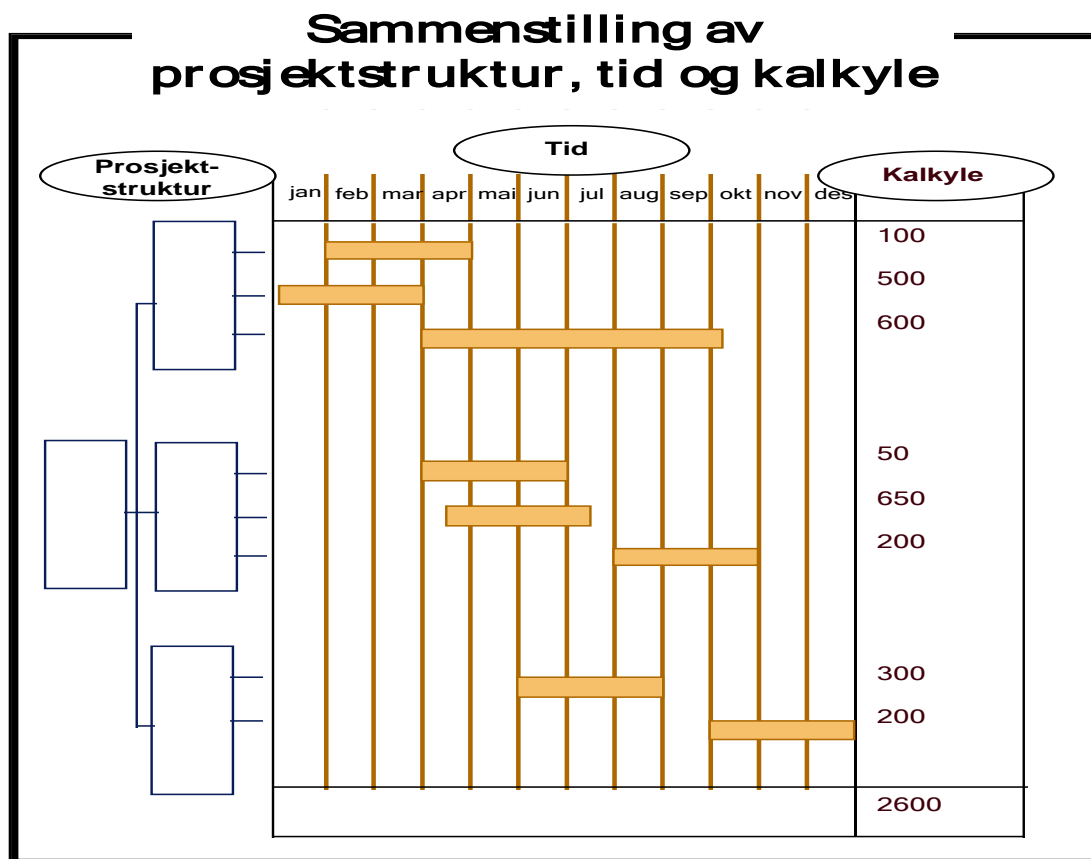 Sammenstilling av
prosjektstruktur, tid og kalkyle
Prosjekt-
struktur
Tid
Kalkyle
jan feb mar apr mai jun jul aug sep okt nov des
100
500
600
50
650
200
300
200
2600